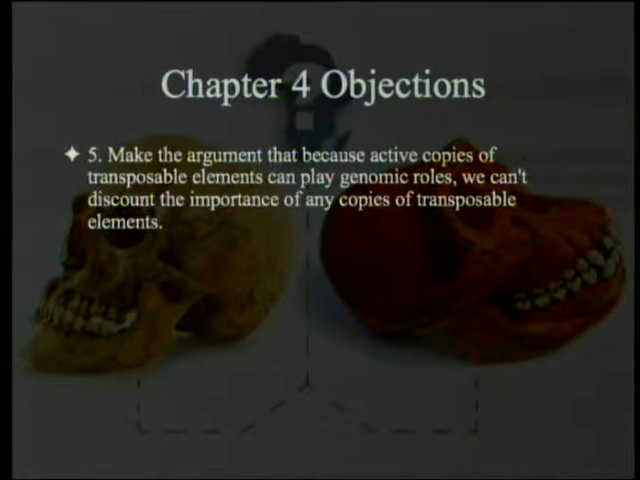 Chapter 4 Objections
✦ 5. Make the argument that because active copies of
transposable elements can play genomic roles, we can't
discount the importance of any copies of transposable
elements.